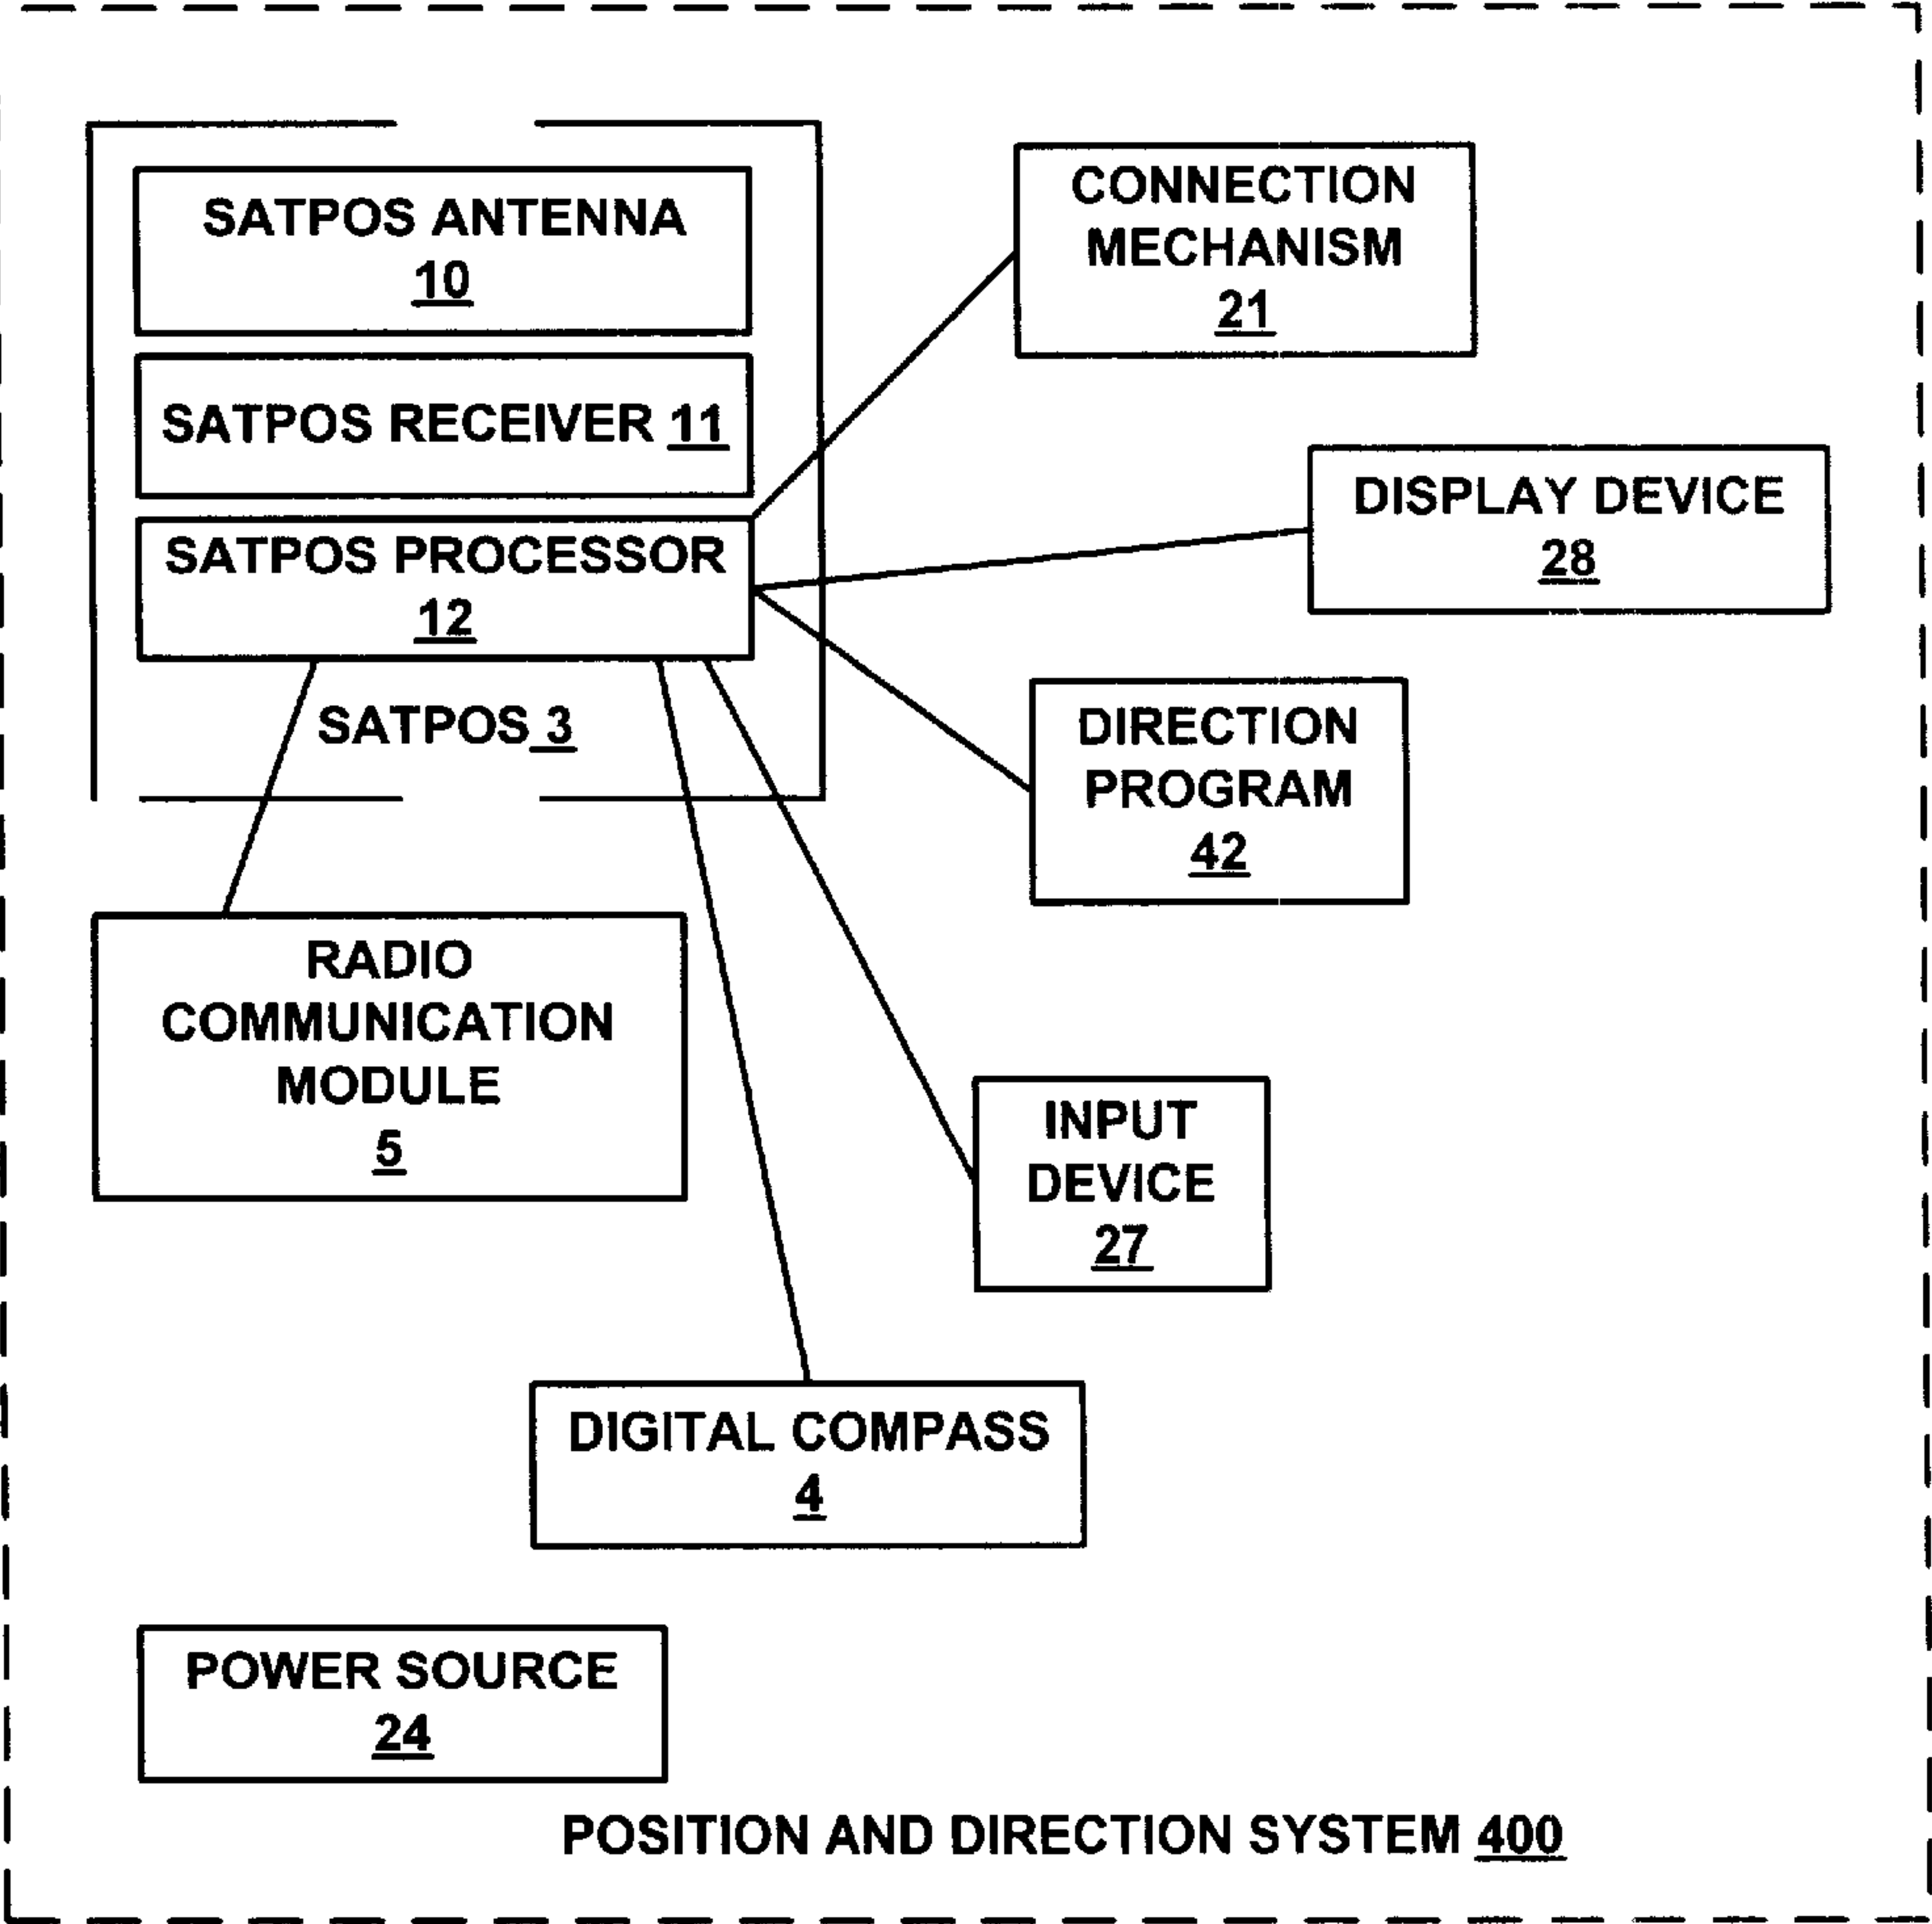 SATPOS ANTENNA
10
SATPOS RECEIVER 11
SATPOS PROCESSOR
12
SATPOS 3
CONNECTION
MECHANISM
21
DISPLAY DEVICE
28
DIRECTION
PROGRAM
42
RADIO
COMMUNICATION
MODULE
5
INPUT
DEVICE
27
DIGITAL COMPASS
4
POWER SOURCE
24
POSITION AND DIRECTION SYSTEM 400